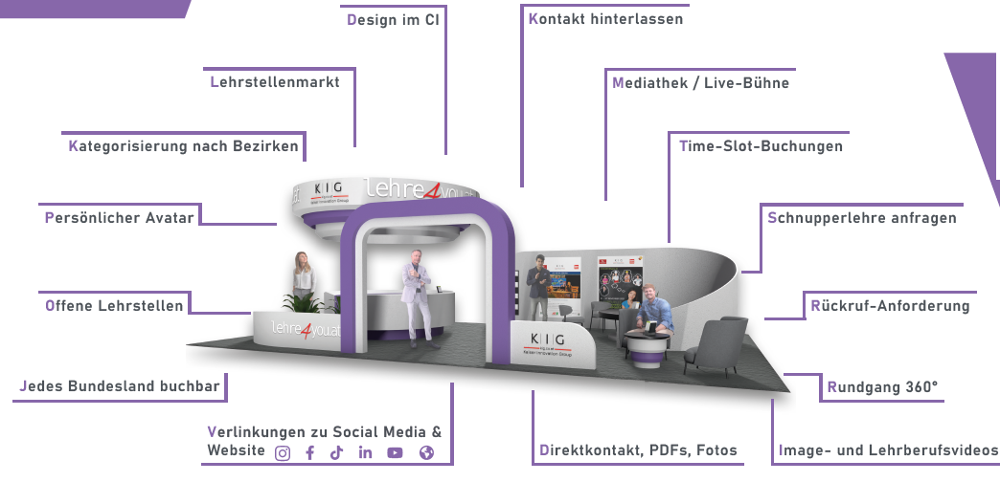 Design im CI
Kontakt hinterlassen
Lehrstellenmarkt
Mediathek / Live-Bühne
Kategorisierung nach Bezirken
Time-Slot-Buchungen
KIG
lehre4you.at
Persönlicher Avatar
Schnupperlehre anfragen
Offene Lehrstellen
Rückruf-Anforderung
lehre4you.at
KIG
Jedes Bundesland buchbar
Rundgang 360°
Verlinkungen zu Social Media &
Website
Direktkontakt, PDFs, Fotos
Image- und Lehrberufsvideos